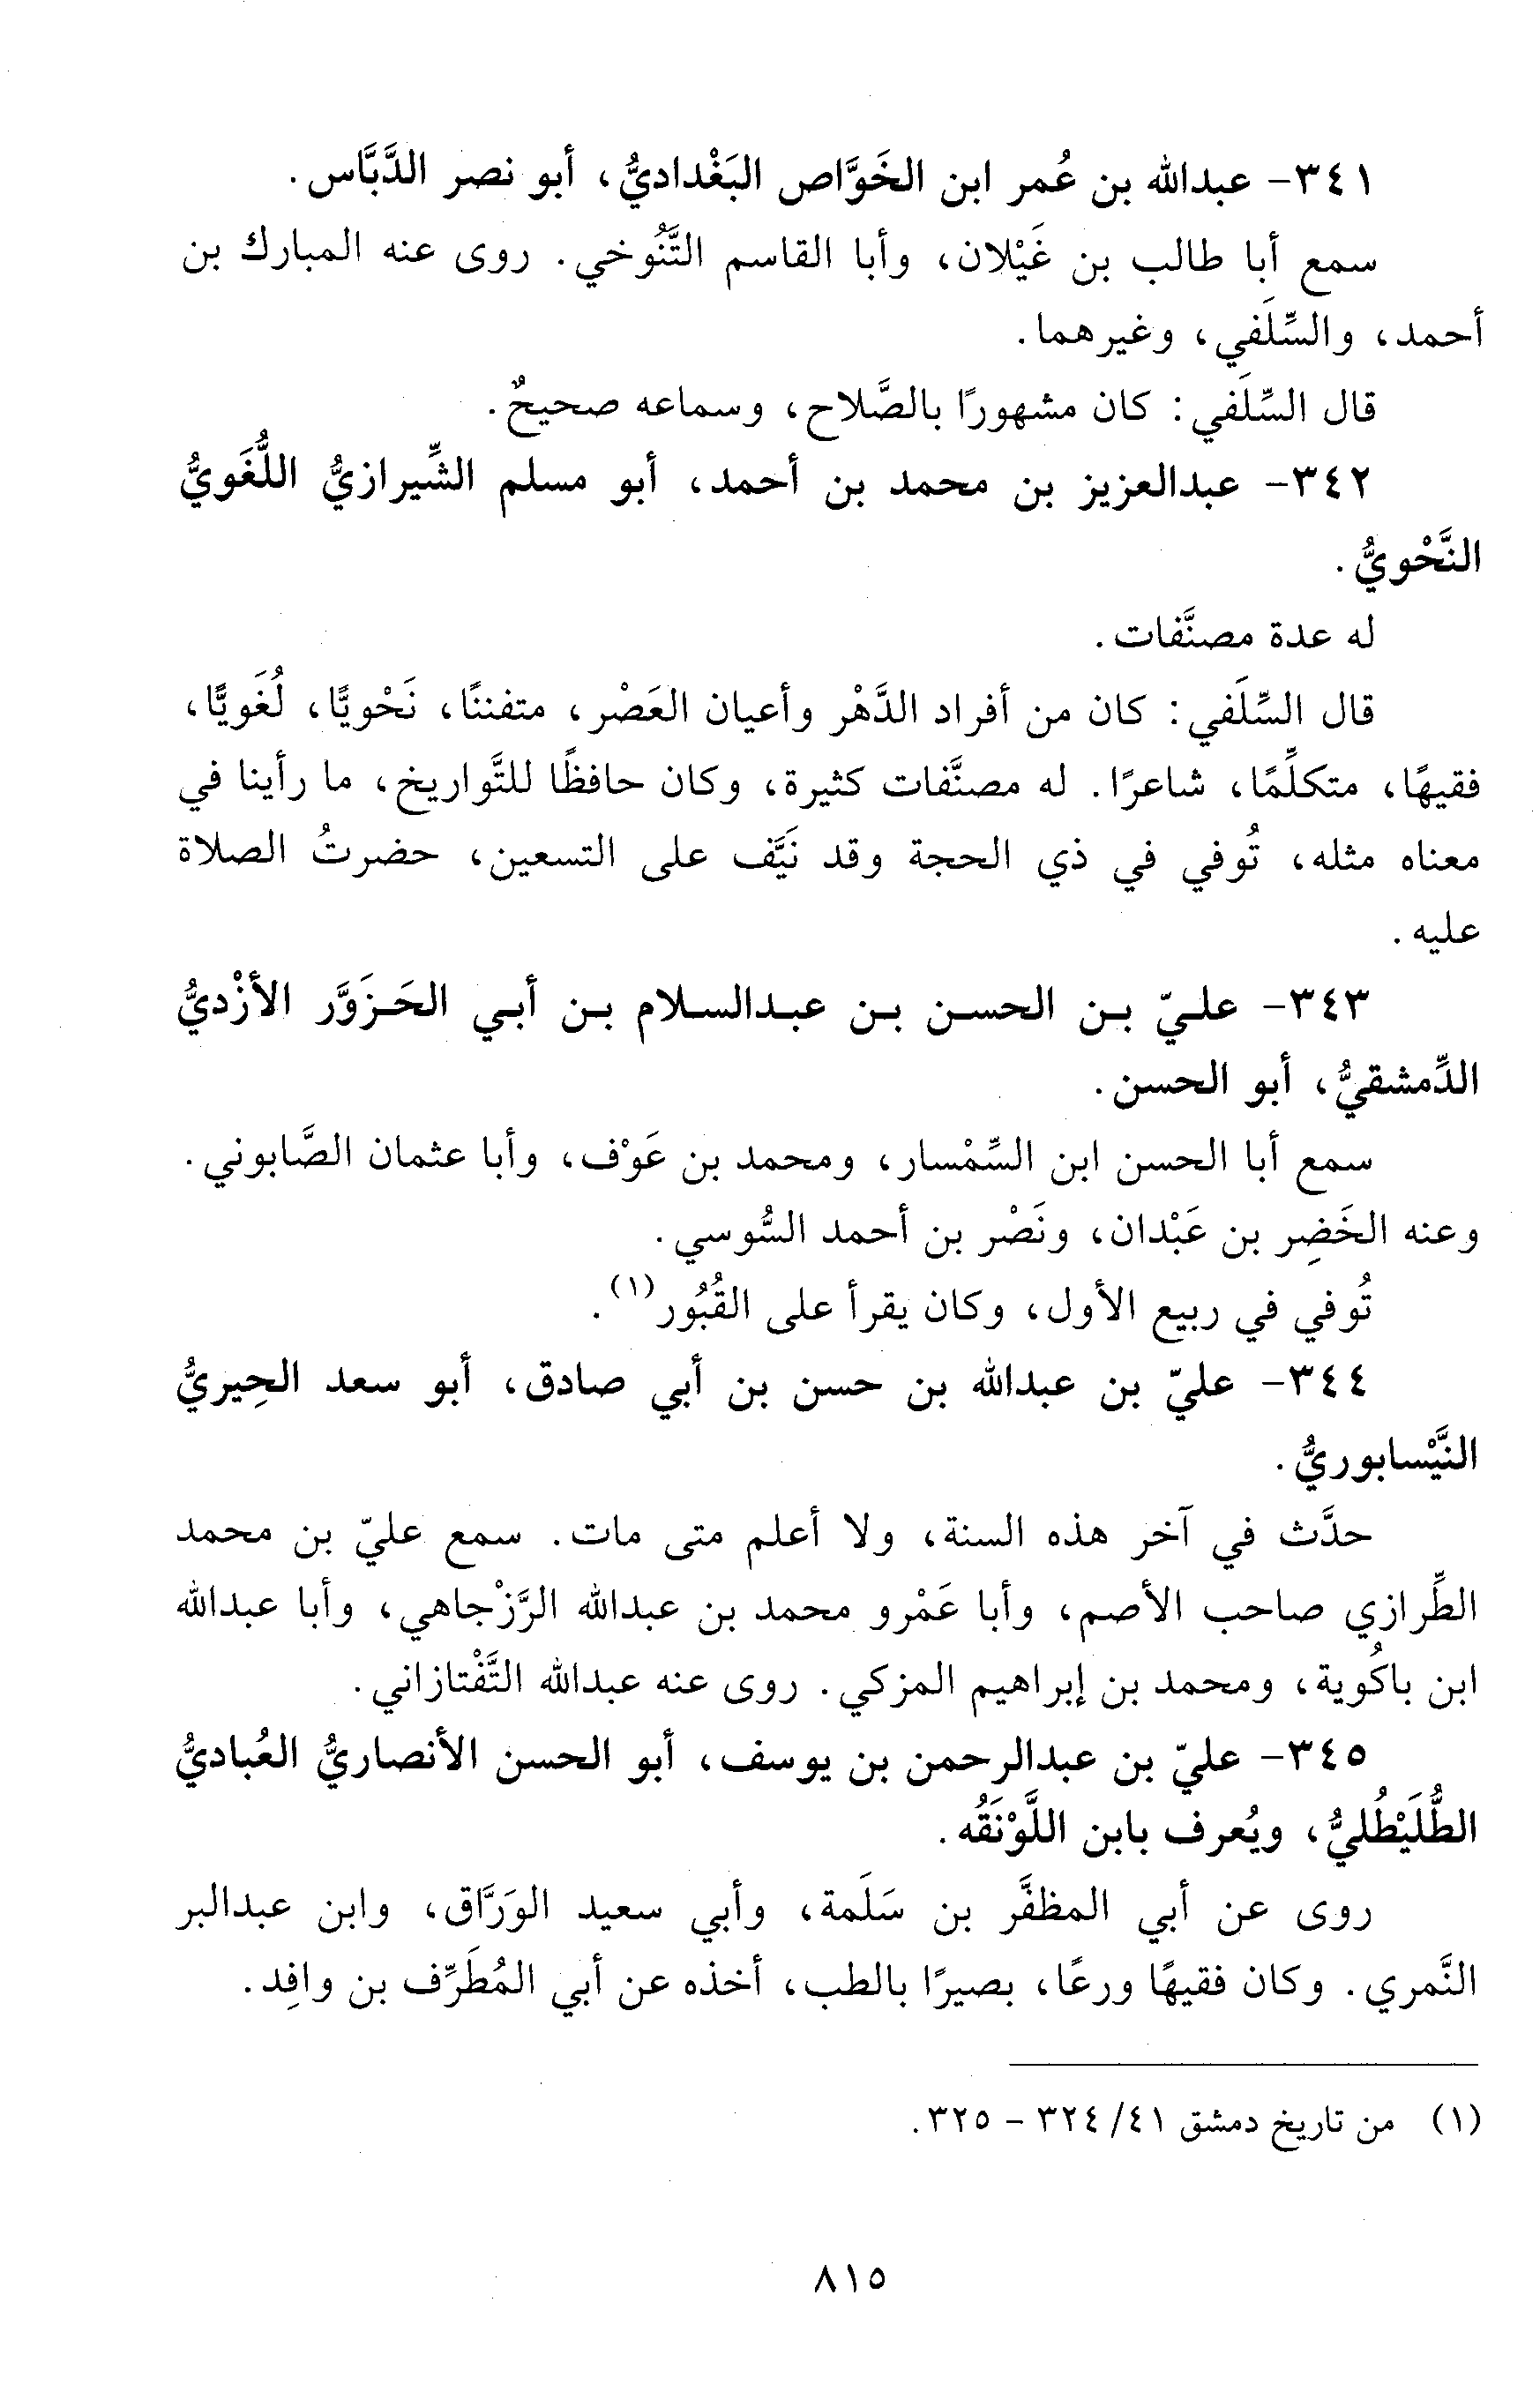 ٣٤١- عبدالله بن عُمر ابن الخَوَّاص البَغْداديُّ، أبو نصر الدَّبَّاس.
سمع أبا طالب بن غَيْلان، وأبا القاسم التَّنُوخي. روى عنه المبارك بن
أحمد، والسِّلَفي، وغيرهما.
قال السِّلَفي: كان مشهورًا بالصَّلاح، وسماعه صحيحٌ.
٣٤٢- عبدالعزيز بن محمد بن أحمد، أبو مسلم الشِّيرازيُّ اللُّغَويُّ
النَّحْويُّ.
له عدة مصنَّفات.
قال السِّلَفي: كان من أفراد الدَّهْر وأعيان العَصْر، متفننًا، نَحْويًّا، لُغَويًّا،
فقيهًا، متكلِّمًا، شاعرًا. له مصنَّفات كثيرة، وكان حافظًا للتَّواريخ، ما رأينا في
معناه مثله، تُوفي في ذي الحجة وقد نَيَّف على التسعين، حضرتُ الصلاة
عليه.
٣٤٣- عليّ بن الحسن بن عبدالسلام بن أبي الحَزَوَّر الأزْديُّ
الدِّمشقيُّ، أبو الحسن.
سمع أبا الحسن ابن السِّمْسار، ومحمد بن عَوْف، وأبا عثمان الصَّابوني.
وعنه الخَضِر بن عَبْدان، ونَصْر بن أحمد السُّوسي.
تُوفي في ربيع الأول، وكان يقرأ على القُبُور(١).
٣٤٤- عليّ بن عبدالله بن حسن بن أبي صادق، أبو سعد الحِيريُّ
النَّيْسابوريُّ.
حدَّث في آخر هذه السنة، ولا أعلم متى مات. سمع عليّ بن محمد
الطِّرازي صاحب الأصم، وأبا عَمْرو محمد بن عبدالله الرَّزْجاهي، وأبا عبدالله
ابن باكُوية، ومحمد بن إبراهيم المزكي. روى عنه عبدالله التَّفْتازاني.
٣٤٥- عليّ بن عبدالرحمن بن يوسف، أبو الحسن الأنصاريُّ العُباديُّ
الطُّلَيْطُليُّ، ويُعرف بابن اللَّوْنَقُه.
روى عن أبي المظفَّر بن سَلَمة، وأبي سعيد الوَرَّاق، وابن عبدالبر
النَّمري. وكان فقيهًا ورعًا، بصيرًا بالطب، أخذه عن أبي المُطَرِّف بن وافِد.
(١) من تاريخ دمشق ٤١/ ٣٢٤ - ٣٢٥.
٨١٥